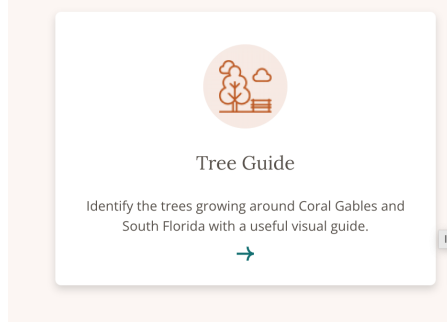 Tree Guide
Identify the trees growing around Coral Gables and
South Florida with a useful visual guide.